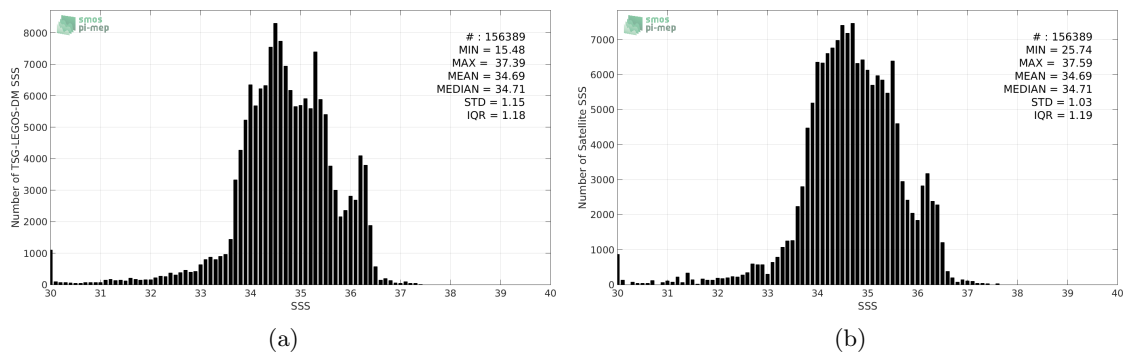 smos
pi-mep
# : 156389
MIN = 15.48
MAX = 37.39
MEAN = 34.69
MEDIAN = 34.71
STD = 1.15
IQR = 1.18
Number of TSG-LEGOS-DM SSS
8000
7000
6000
5000
4000
3000
2000
1000
0
30 31 32 33 34 35 36 37 38 39 40
SSS
(a)
smos
pi-mep
# : 156389
MIN = 25.74
MAX = 37.59
MEAN = 34.69
MEDIAN = 34.71
STD = 1.03
IQR = 1.19
Number of Satellite SSS
7000
6000
5000
4000
3000
2000
1000
0
30 31 32 33 34 35 36 37 38 39 40
SSS
(b)